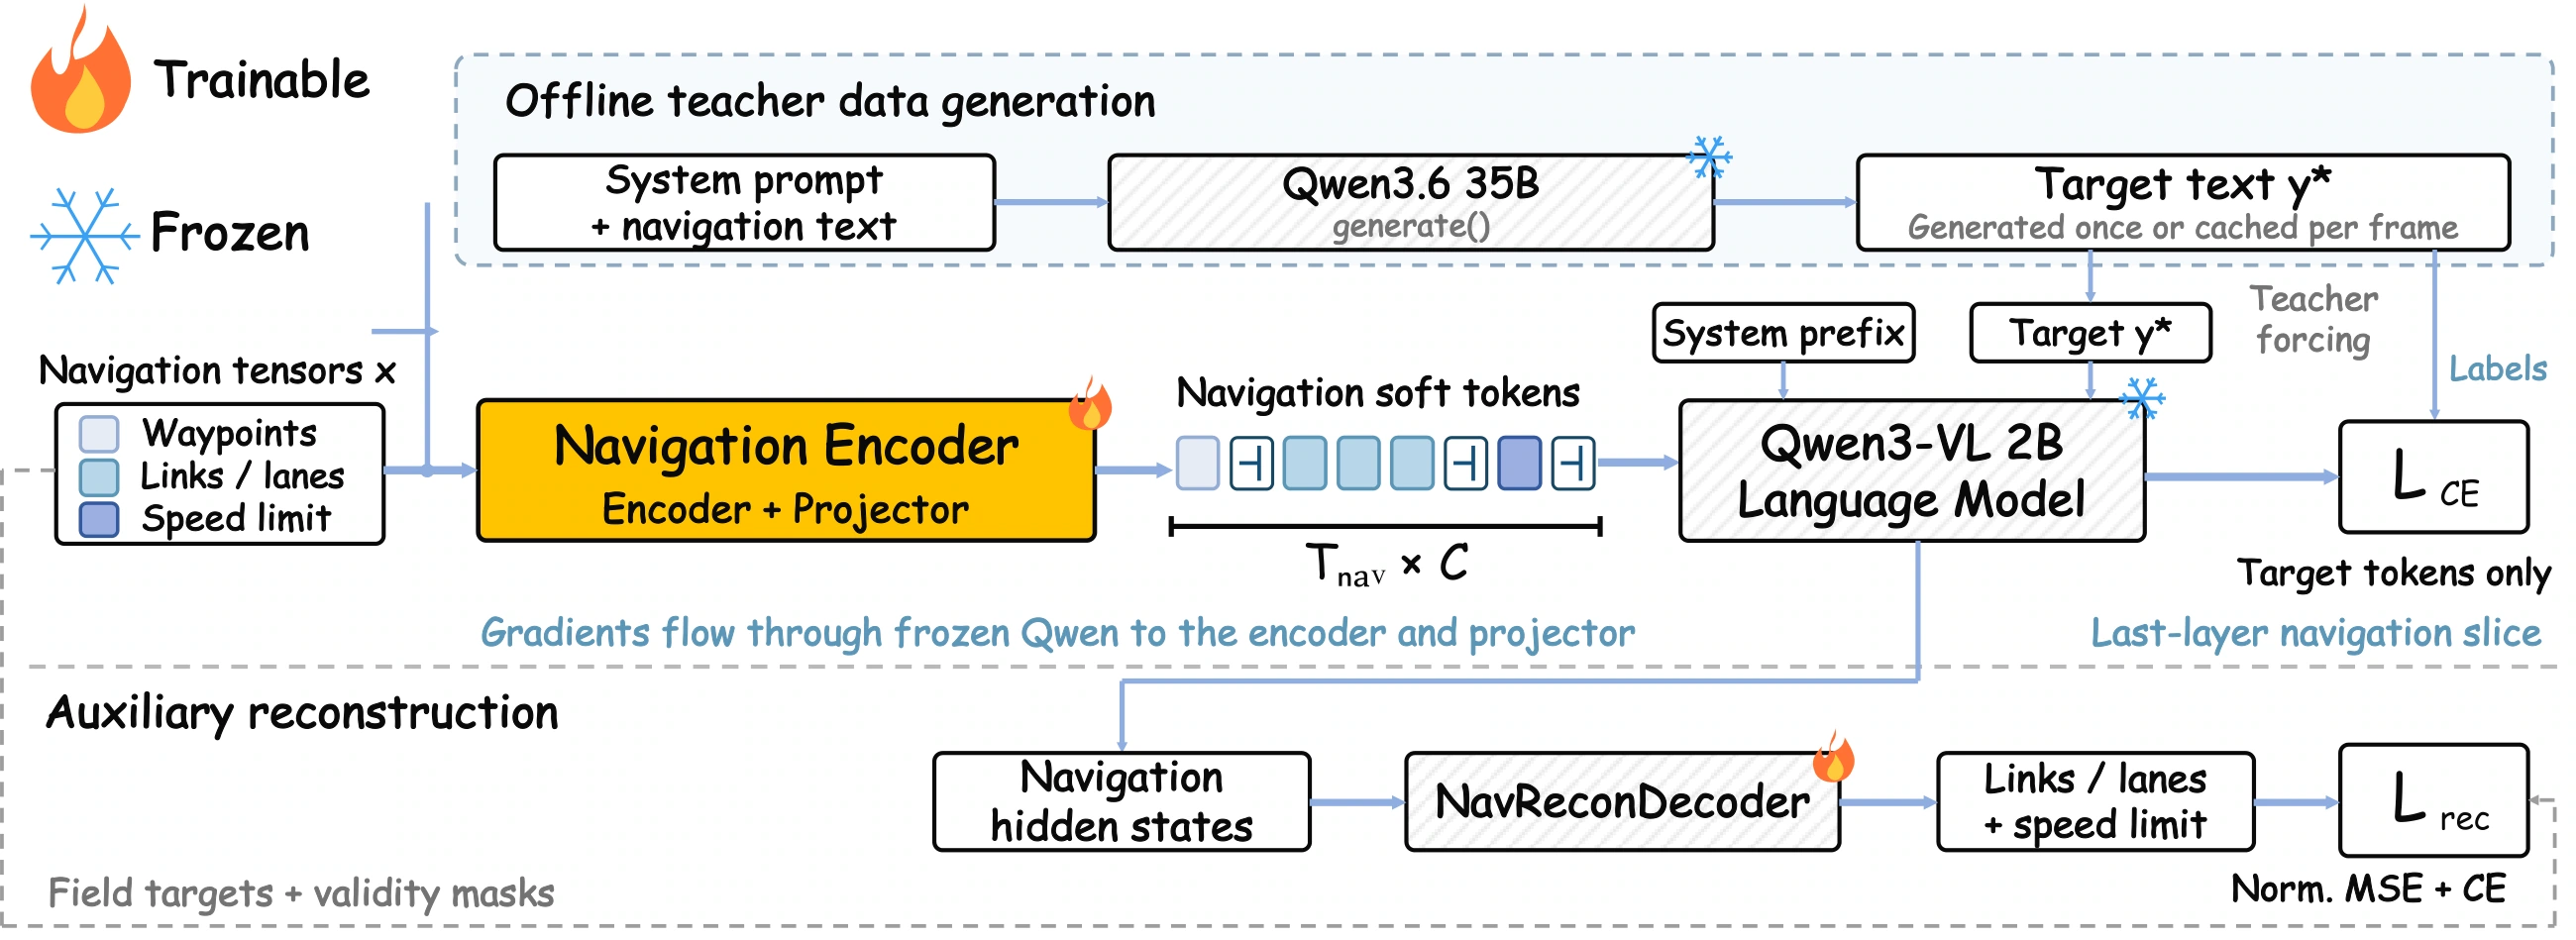 Trainable
Frozen
Offline teacher data generation
System prompt
+ navigation text
Qwen3.6 35B
generate()
Target text y*
Generated once or cached per frame
System prefix
Target y*
Teacher
forcing
Labels
Navigation tensors x
Waypoints
Links / lanes
Speed limit
Navigation Encoder
Encoder + Projector
Navigation soft tokens
T nav × C
Qwen3-VL 2B
Language Model
L CE
Target tokens only
Gradients flow through frozen Qwen to the encoder and projector
Last-layer navigation slice
Auxiliary reconstruction
Navigation
hidden states
NavReconDecoder
Links / lanes
+ speed limit
L rec
Norm. MSE + CE
Field targets + validity masks